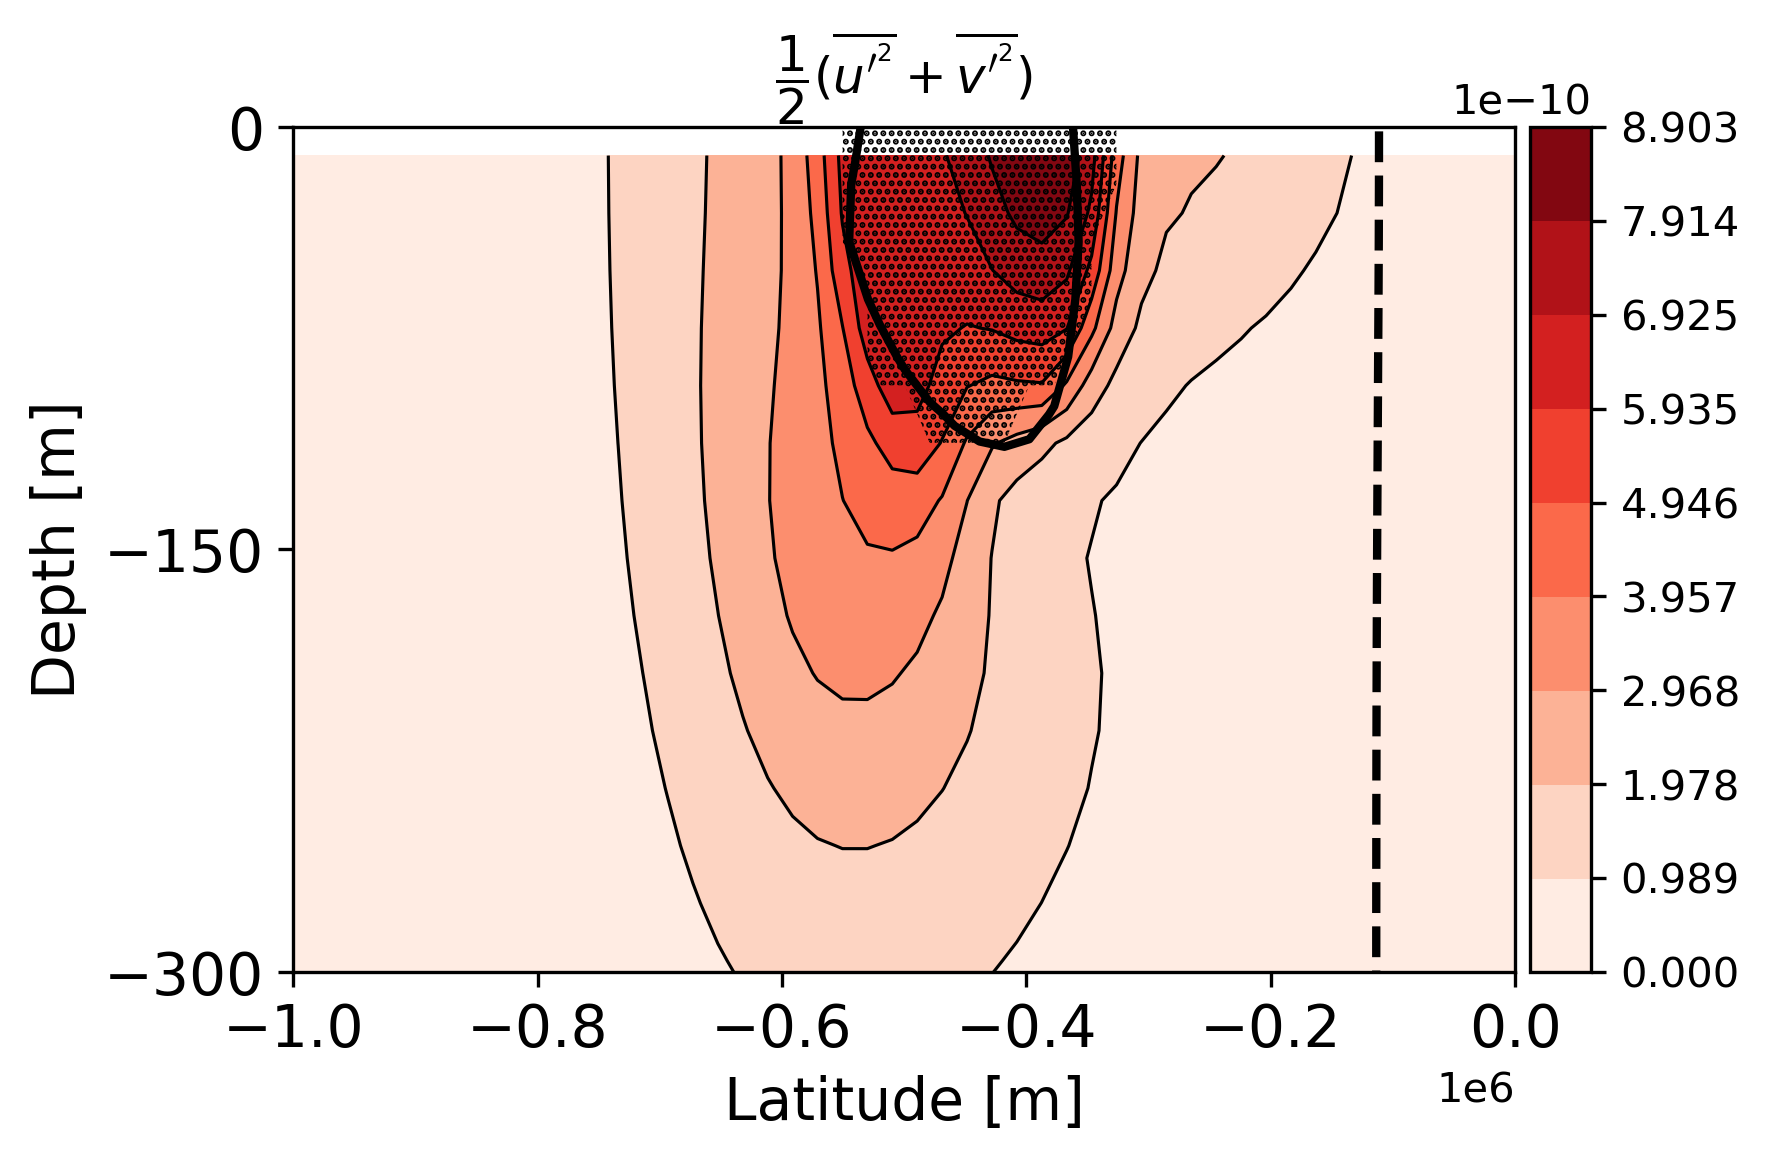 1/2(u′² + v′²)
1e−10
Depth [m]
0
−150
−300
−1.0 −0.8 −0.6 −0.4 −0.2 0.0
1e6
Latitude [m]
8.903
7.914
6.925
5.935
4.946
3.957
2.968
1.978
0.989
0.000